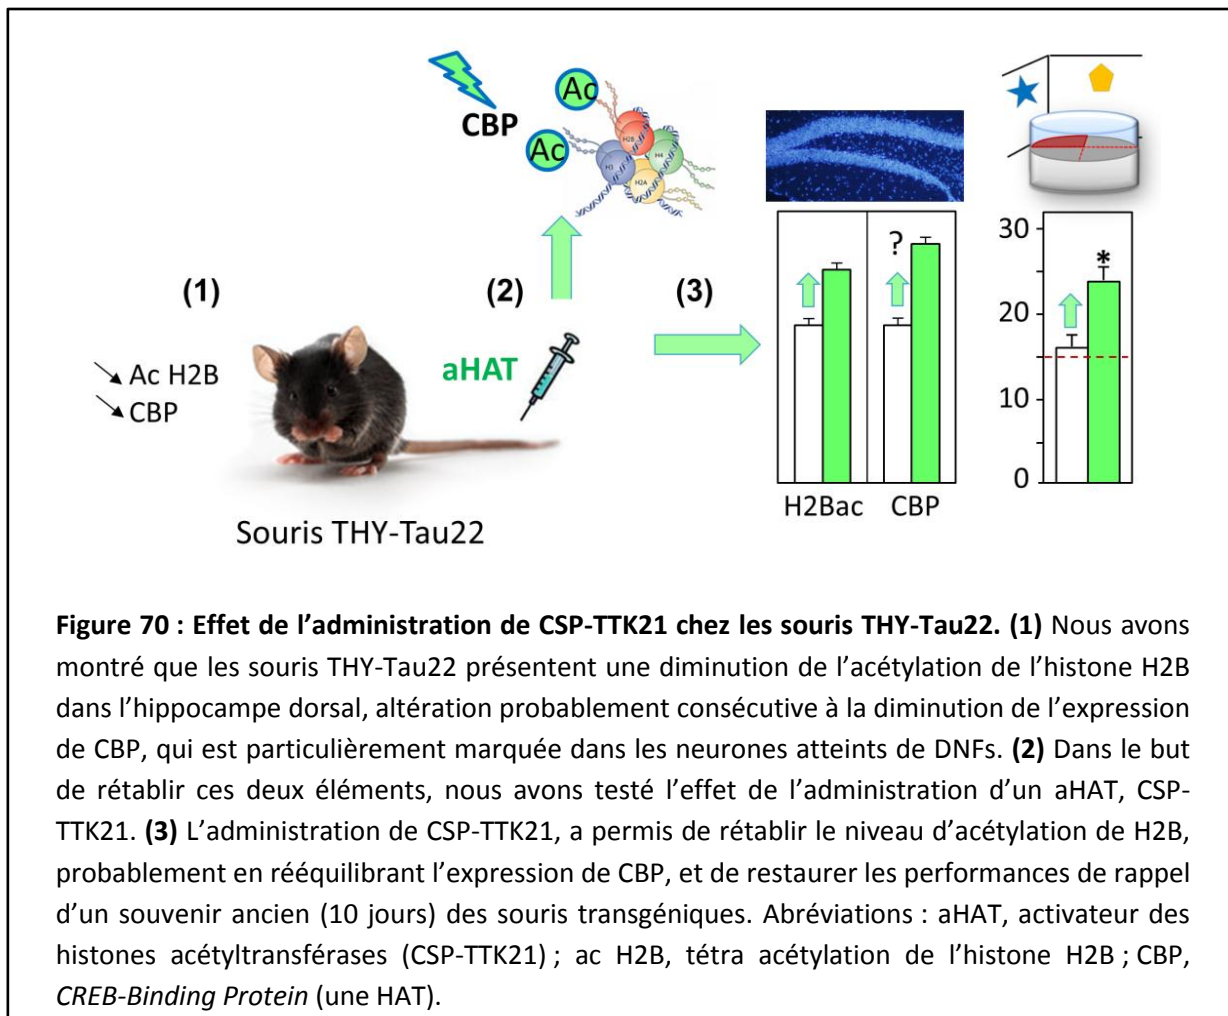 Ac
CBP
Ac
H2B
H3
H4
H2A
(1)
(2)
(3)
↘ Ac H2B
↘ CBP
aHAT
Souris THY-Tau22
?
H2Bac
CBP
30
20
10
0
*
Figure 70 : Effet de l’administration de CSP-TTK21 chez les souris THY-Tau22. (1) Nous avons
montré que les souris THY-Tau22 présentent une diminution de l’acétylation de l’histone H2B
dans l’hippocampe dorsal, altération probablement consécutive à la diminution de l’expression
de CBP, qui est particulièrement marquée dans les neurones atteints de DNFs. (2) Dans le but
de rétablir ces deux éléments, nous avons testé l’effet de l’administration d’un aHAT, CSP-
TTK21. (3) L’administration de CSP-TTK21, a permis de rétablir le niveau d’acétylation de H2B,
probablement en rééquilibrant l’expression de CBP, et de restaurer les performances de rappel
d’un souvenir ancien (10 jours) des souris transgéniques. Abréviations : aHAT, activateur des
histones acétyltransférases (CSP-TTK21) ; ac H2B, tétra acétylation de l’histone H2B ; CBP,
CREB-Binding Protein (une HAT).